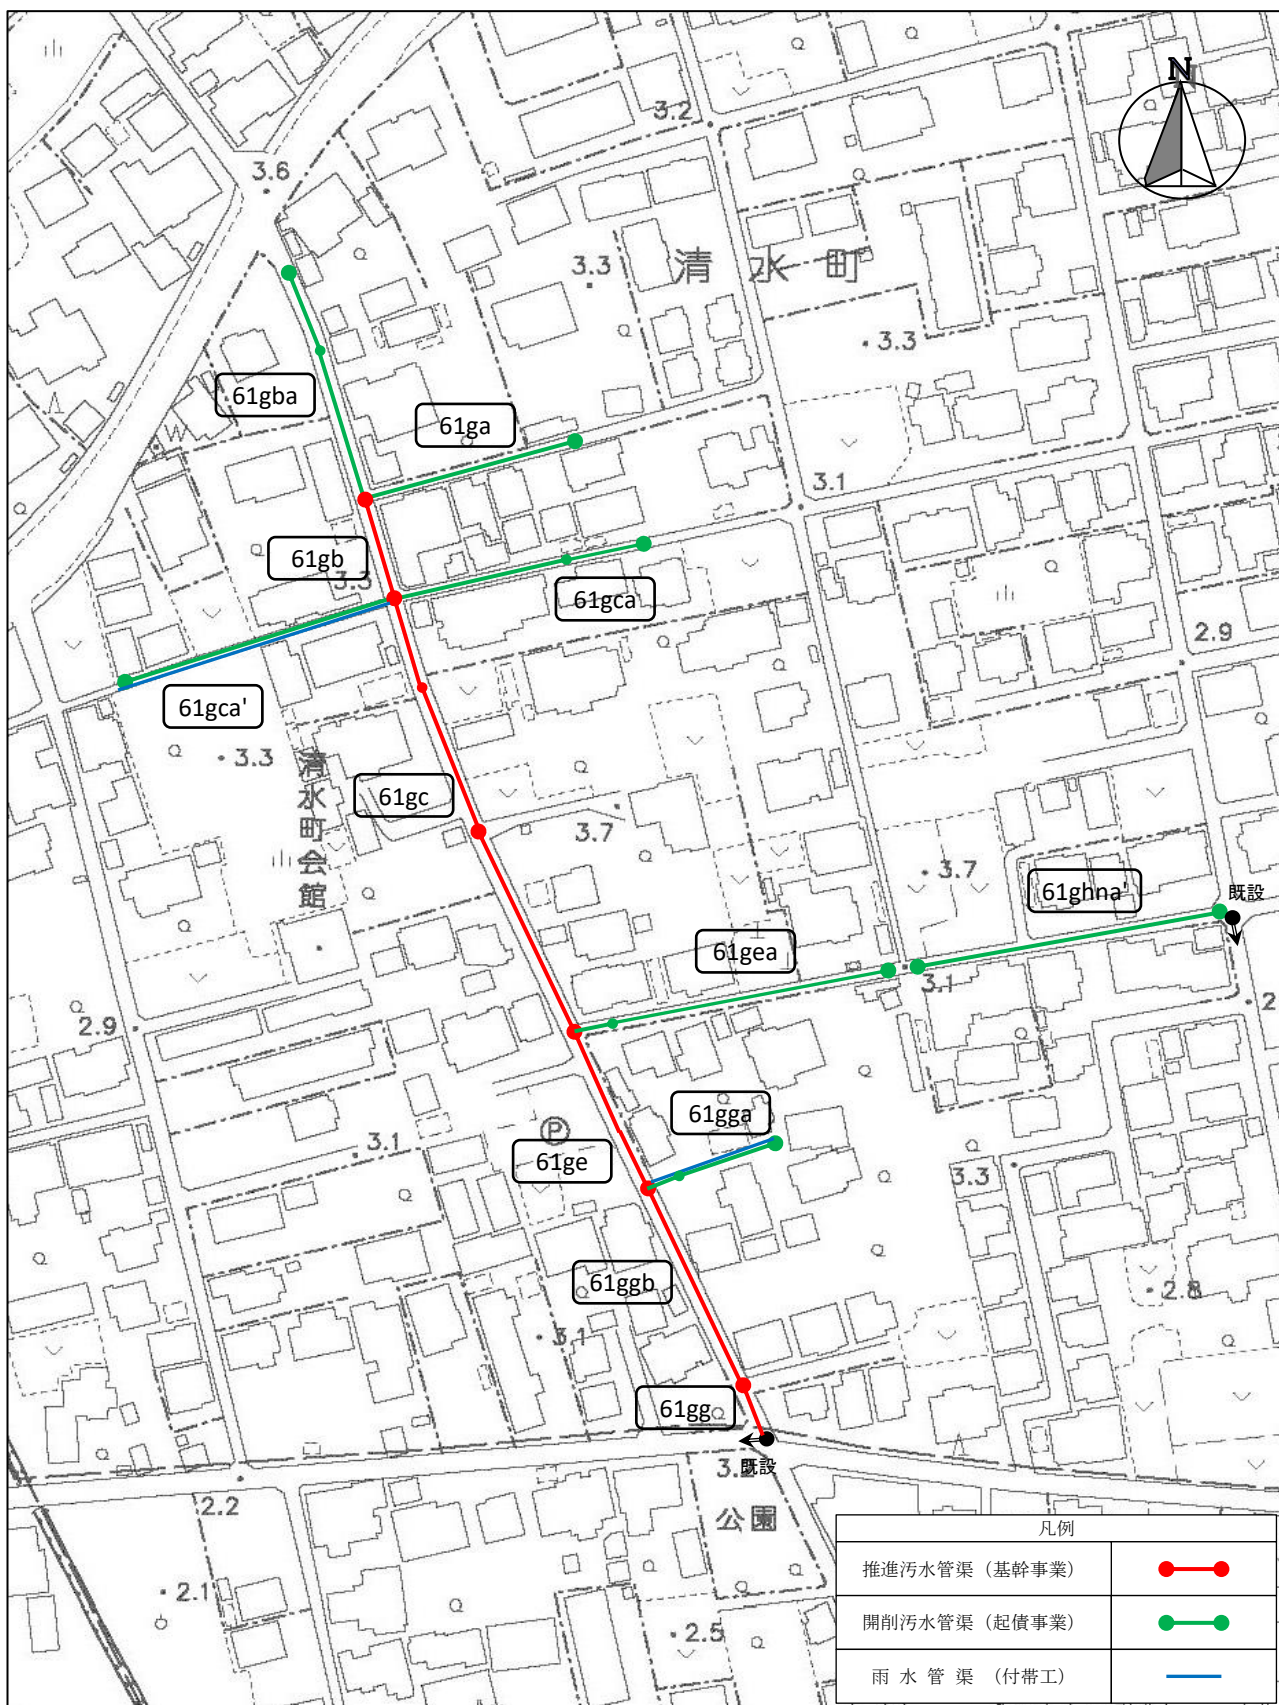 N
3.2
3.6
清水町
3.3
3.3
61gba
61ga
3.1
61gb
3.3
61gca
2.9
61gca'
3.3
清水町会館
61gc
3.7
3.7
61ghna'
既設
61gea
3.1
2.9
61gga
P
3.1
61ge
3.3
61ggb
2.8
3.1
61gg
既設
2.2
公園
2.1
2.5
凡例
推進汚水管渠（基幹事業）
開削汚水管渠（起債事業）
雨水管渠（付帯工）